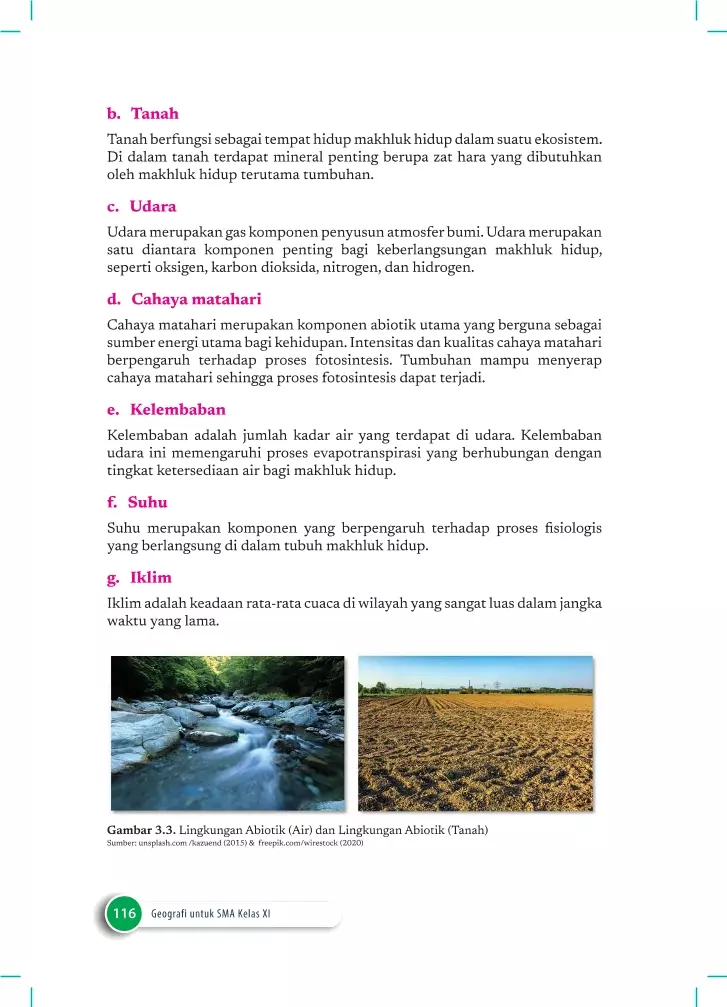 b. Tanah
Tanah berfungsi sebagai tempat hidup makhluk hidup dalam suatu ekosistem.
Di dalam tanah terdapat mineral penting berupa zat hara yang dibutuhkan
oleh makhluk hidup terutama tumbuhan.
c. Udara
Udara merupakan gas komponen penyusun atmosfer bumi. Udara merupakan
satu diantara komponen penting bagi keberlangsungan makhluk hidup,
seperti oksigen, karbon dioksida, nitrogen, dan hidrogen.
d. Cahaya matahari
Cahaya matahari merupakan komponen abiotik utama yang berguna sebagai
sumber energi utama bagi kehidupan. Intensitas dan kualitas cahaya matahari
berpengaruh terhadap proses fotosintesis. Tumbuhan mampu menyerap
cahaya matahari sehingga proses fotosintesis dapat terjadi.
e. Kelembaban
Kelembaban adalah jumlah kadar air yang terdapat di udara. Kelembaban
udara ini memengaruhi proses evapotranspirasi yang berhubungan dengan
tingkat ketersediaan air bagi makhluk hidup.
f. Suhu
Suhu merupakan komponen yang berpengaruh terhadap proses fisiologis
yang berlangsung di dalam tubuh makhluk hidup.
g. Iklim
Iklim adalah keadaan rata-rata cuaca di wilayah yang sangat luas dalam jangka
waktu yang lama.
Gambar 3.3. Lingkungan Abiotik (Air) dan Lingkungan Abiotik (Tanah)
Sumber: unsplash.com /kazuend (2015) & freepik.com/wirestock (2020)
116 Geografi untuk SMA Kelas XI